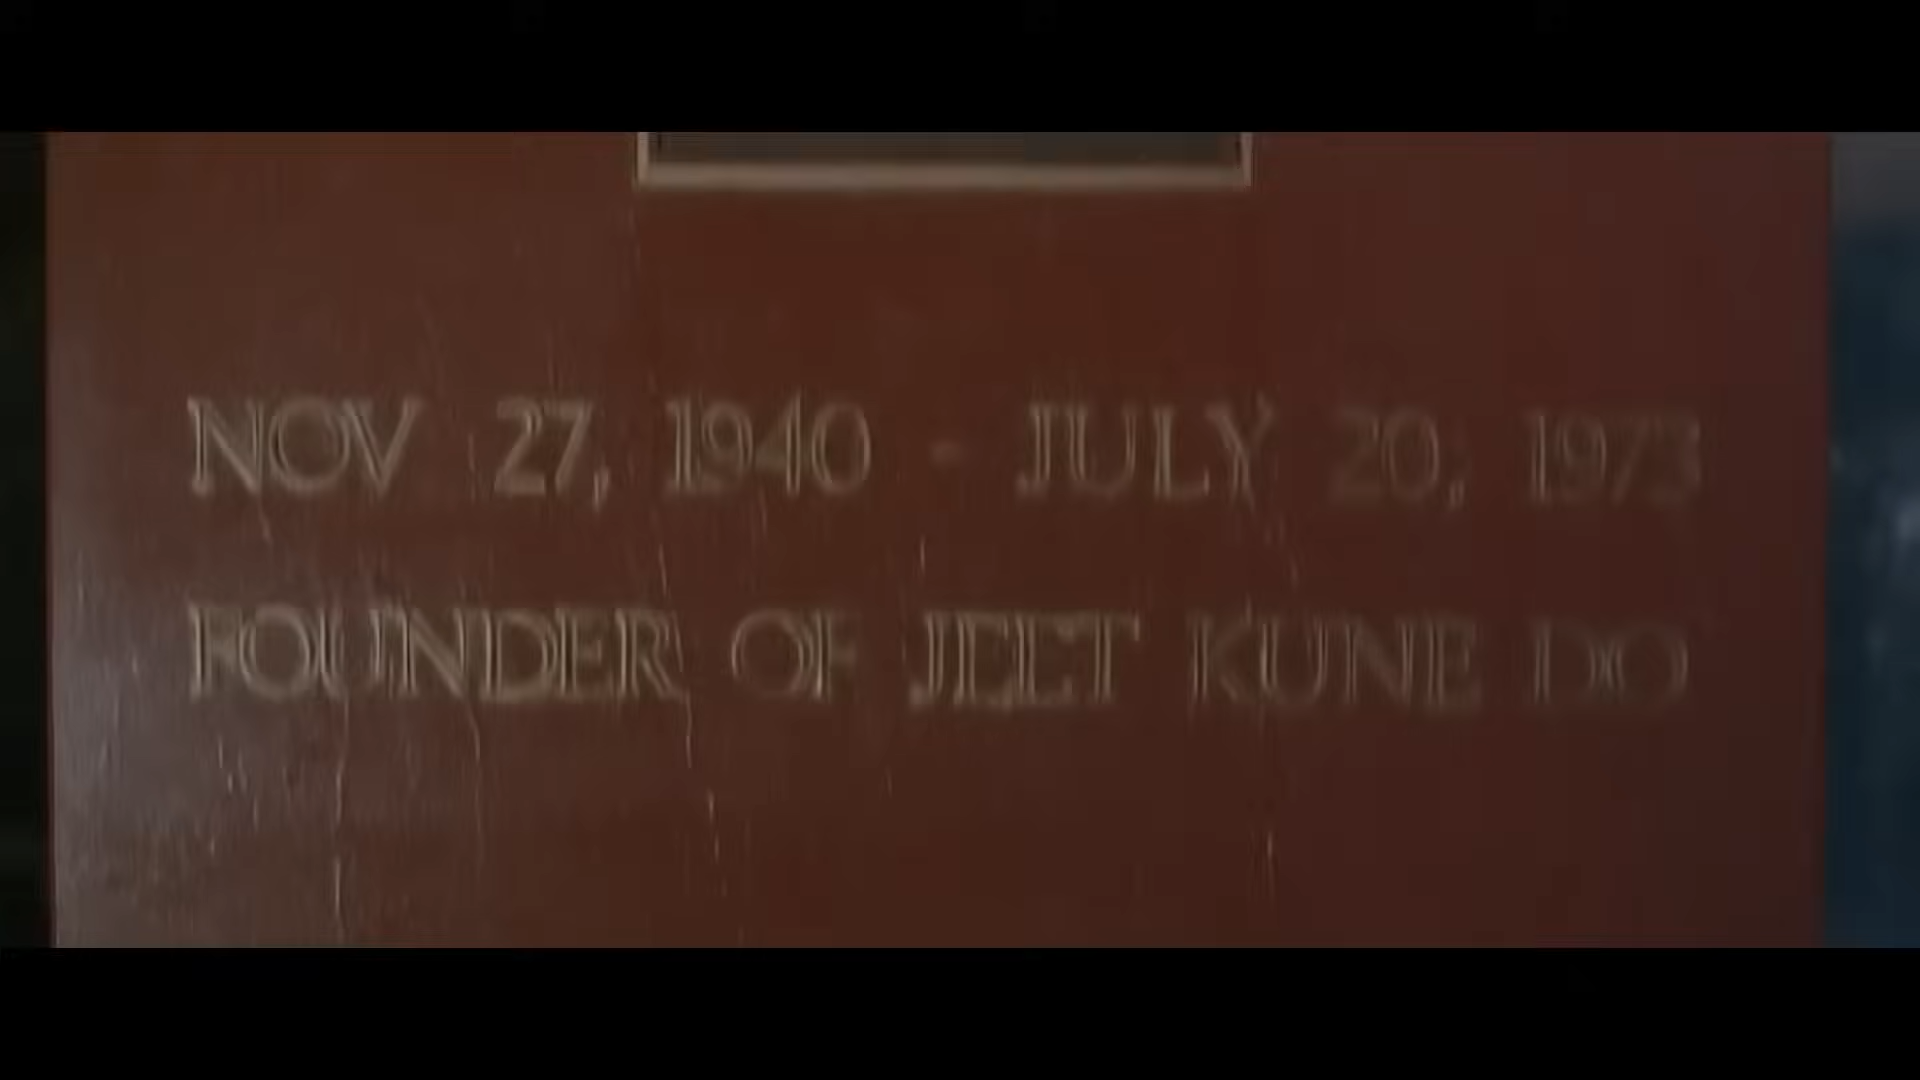 NOV 27, 1940 - JULY 20, 1973
FOUNDER OF JEET KUNE DO